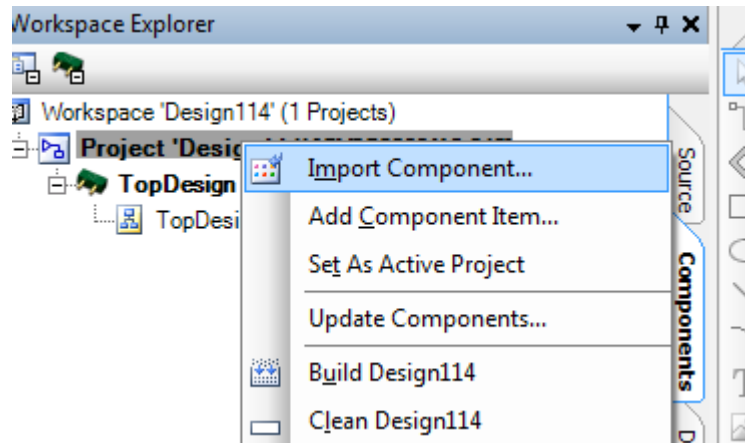 Workspace Explorer
Workspace 'Design114' (1 Projects)
Project 'Desig
Import Component...
TopDesign
TopDesi
Add Component Item...
Set As Active Project
Update Components...
Build Design114
Clean Design114
Source
Components